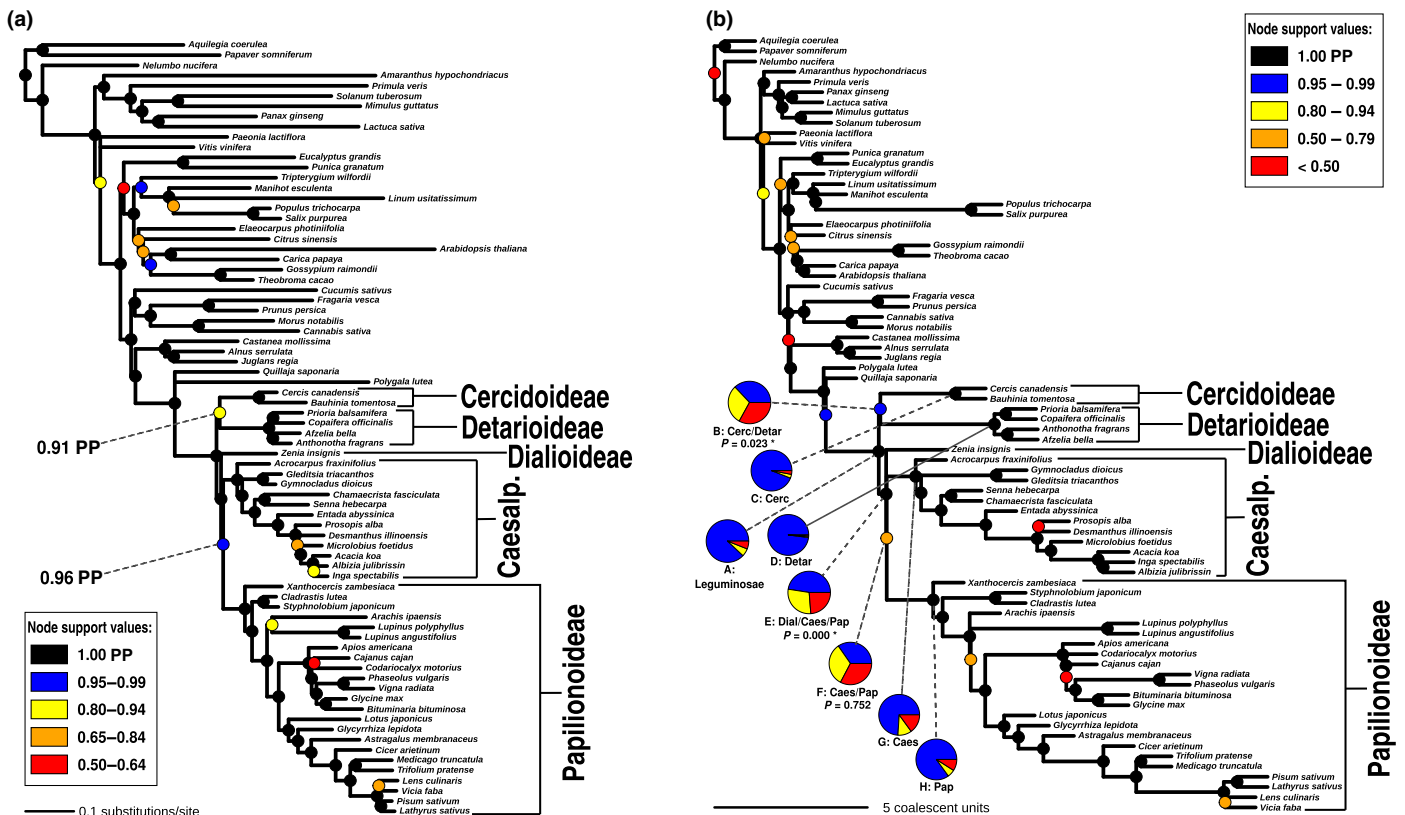 (a)
Aquilegia coerulea
Papaver somniferum
Nelumbo nucifera
Amaranthus hypochondriacus
Primula veris
Solanum tuberosum
Mimulus guttatus
Panax ginseng
Lactuca sativa
Paeonia lactiflora
Vitis vinifera
Eucalyptus grandis
Punica granatum
Tripterygium wilfordii
Manihot esculenta
Linum usitatissimum
Populus trichocarpa
Salix purpurea
Elaeocarpus photiniifolia
Citrus sinensis
Arabidopsis thaliana
Carica papaya
Gossypium raimondii
Theobroma cacao
Cucumis sativus
Fragaria vesca
Prunus persica
Morus notabilis
Cannabis sativa
Castanea mollissima
Alnus serrulata
Juglans regia
Quillaja saponaria
Polygala lutea
Cercis canadensis
Bauhinia tomentosa
Prioria balsamifera
Copaifera officinalis
Afzelia bella
Anthonotha fragrans
Zenia insignis
Acrocarpus fraxinifolius
Gleditsia triacanthos
Gymnocladus dioicus
Chamaecrista fasciculata
Senna hebecarpa
Entada abyssinica
Prosopis alba
Desmanthus illinoensis
Microlobius foetidus
Acacia koa
Albizia julibrissin
Inga spectabilis
Xanthocercis zambesiaca
Cladrastis lutea
Styphnolobium japonicum
Arachis ipaensis
Lupinus polyphyllus
Lupinus angustifolius
Apios americana
Cajanus cajan
Codariocalyx motorius
Phaseolus vulgaris
Vigna radiata
Glycine max
Bituminaria bituminosa
Lotus japonicus
Glycyrrhiza lepidota
Astragalus membranaceus
Cicer arietinum
Medicago truncatula
Trifolium pratense
Lens culinaris
Vicia faba
Pisum sativum
Lathyrus sativus
Cercidoideae
Detarioideae
Dialioideae
Caesalp.
Papilionoideae
0.91 PP
0.96 PP
Node support values:
1.00 PP
0.95–0.99
0.80–0.94
0.65–0.84
0.50–0.64
0.1 substitutions/site
(b)
Aquilegia coerulea
Papaver somniferum
Nelumbo nucifera
Amaranthus hypochondriacus
Primula veris
Panax ginseng
Lactuca sativa
Mimulus guttatus
Solanum tuberosum
Paeonia lactiflora
Vitis vinifera
Punica granatum
Eucalyptus grandis
Tripterygium wilfordii
Linum usitatissimum
Manihot esculenta
Populus trichocarpa
Salix purpurea
Elaeocarpus photiniifolia
Citrus sinensis
Gossypium raimondii
Theobroma cacao
Carica papaya
Arabidopsis thaliana
Cucumis sativus
Fragaria vesca
Prunus persica
Cannabis sativa
Morus notabilis
Castanea mollissima
Alnus serrulata
Juglans regia
Polygala lutea
Quillaja saponaria
Cercis canadensis
Bauhinia tomentosa
Prioria balsamifera
Copaifera officinalis
Anthonotha fragrans
Afzelia bella
Zenia insignis
Acrocarpus fraxinifolius
Gymnocladus dioicus
Gleditsia triacanthos
Senna hebecarpa
Chamaecrista fasciculata
Entada abyssinica
Prosopis alba
Desmanthus illinoensis
Microlobius foetidus
Acacia koa
Inga spectabilis
Albizia julibrissin
Xanthocercis zambesiaca
Styphnolobium japonicum
Cladrastis lutea
Arachis ipaensis
Lupinus polyphyllus
Lupinus angustifolius
Apios americana
Codariocalyx motorius
Cajanus cajan
Vigna radiata
Phaseolus vulgaris
Bituminaria bituminosa
Glycine max
Lotus japonicus
Glycyrrhiza lepidota
Astragalus membranaceus
Cicer arietinum
Trifolium pratense
Medicago truncatula
Pisum sativum
Lathyrus sativus
Lens culinaris
Vicia faba
Cercidoideae
Detarioideae
Dialioideae
Caesalp.
Papilionoideae
B: Cerc/Detar
P = 0.023 *
C: Cerc
A:
Leguminosae
D: Detar
E: Dial/Caes/Pap
P = 0.000 *
F: Caes/Pap
P = 0.752
G: Caes
H: Pap
Node support values:
1.00 PP
0.95 – 0.99
0.80 – 0.94
0.50 – 0.79
< 0.50
5 coalescent units